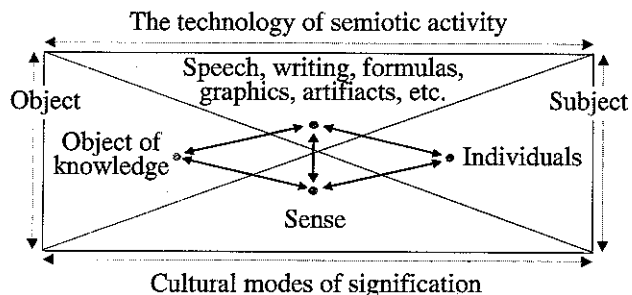 The technology of semiotic activity
Speech, writing, formulas,
graphics, artifiacts, etc.
Object
Subject
Object of
knowledge
Individuals
Sense
Cultural modes of signification